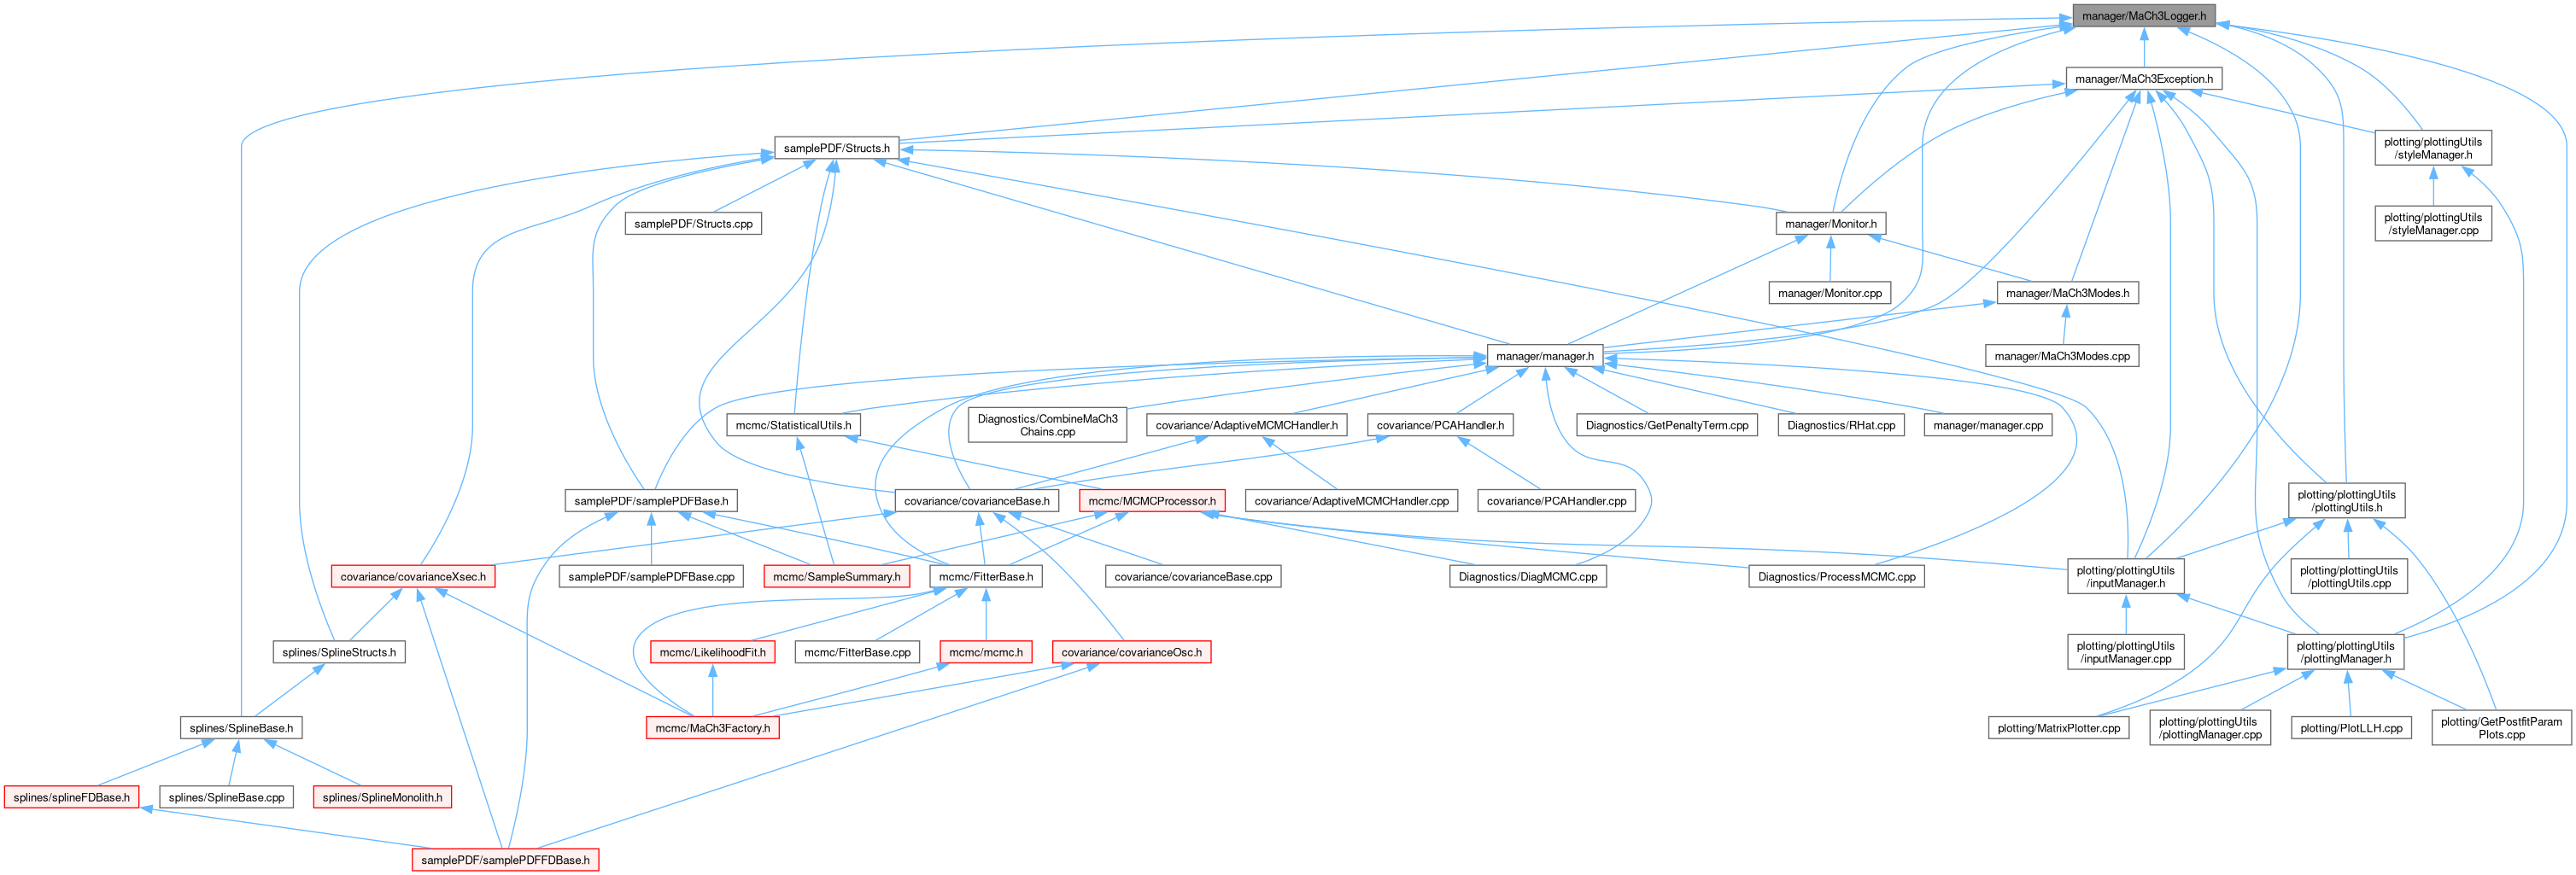 manager/MaCh3Logger.h
manager/MaCh3Exception.h
samplePDF/Structs.h
plotting/plottingUtils
/styleManager.h
samplePDF/Structs.cpp
manager/Monitor.h
plotting/plottingUtils
/styleManager.cpp
manager/Monitor.cpp
manager/MaCh3Modes.h
manager/manager.h
manager/MaCh3Modes.cpp
mcmc/StatisticalUtils.h
Diagnostics/CombineMaCh3
Chains.cpp
covariance/AdaptiveMCMCHandler.h
covariance/PCAHandler.h
Diagnostics/GetPenaltyTerm.cpp
Diagnostics/RHat.cpp
manager/manager.cpp
samplePDF/samplePDFBase.h
covariance/covarianceBase.h
mcmc/MCMCProcessor.h
covariance/AdaptiveMCMCHandler.cpp
covariance/PCAHandler.cpp
plotting/plottingUtils
/plottingUtils.h
covariance/covarianceXsec.h
samplePDF/samplePDFBase.cpp
mcmc/SampleSummary.h
mcmc/FitterBase.h
covariance/covarianceBase.cpp
Diagnostics/DiagMCMC.cpp
Diagnostics/ProcessMCMC.cpp
plotting/plottingUtils
/inputManager.h
plotting/plottingUtils
/plottingUtils.cpp
splines/SplineStructs.h
mcmc/LikelihoodFit.h
mcmc/FitterBase.cpp
mcmc/mcmc.h
covariance/covarianceOsc.h
plotting/plottingUtils
/inputManager.cpp
plotting/plottingUtils
/plottingManager.h
splines/SplineBase.h
mcmc/MaCh3Factory.h
plotting/MatrixPlotter.cpp
plotting/plottingUtils
/plottingManager.cpp
plotting/PlotLLH.cpp
plotting/GetPostfitParam
Plots.cpp
splines/splineFDBase.h
splines/SplineBase.cpp
splines/SplineMonolith.h
samplePDF/samplePDFFDBase.h